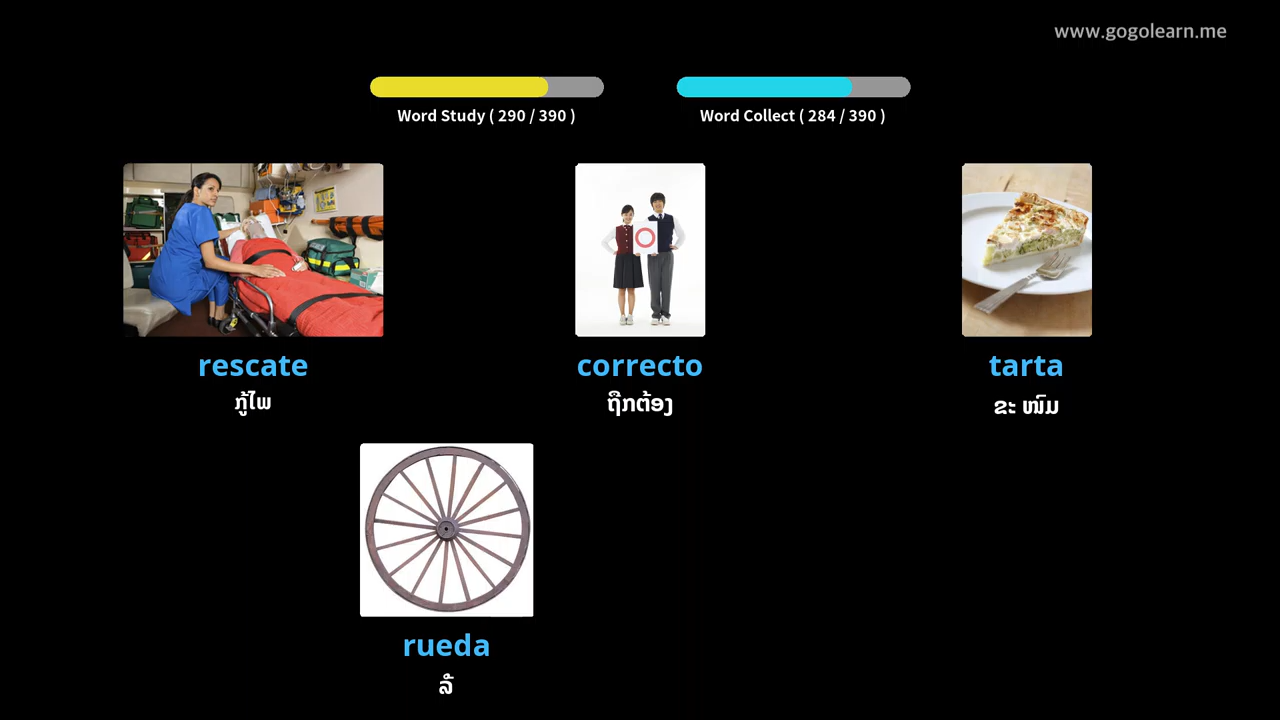 www.gogolearn.me
Word Study ( 290 / 390 )
Word Collect ( 284 / 390 )
rescate
ກູ້ໄພ
correcto
ຖືກຕ້ອງ
tarta
ຂະ ໜົມ
rueda
ລໍ້